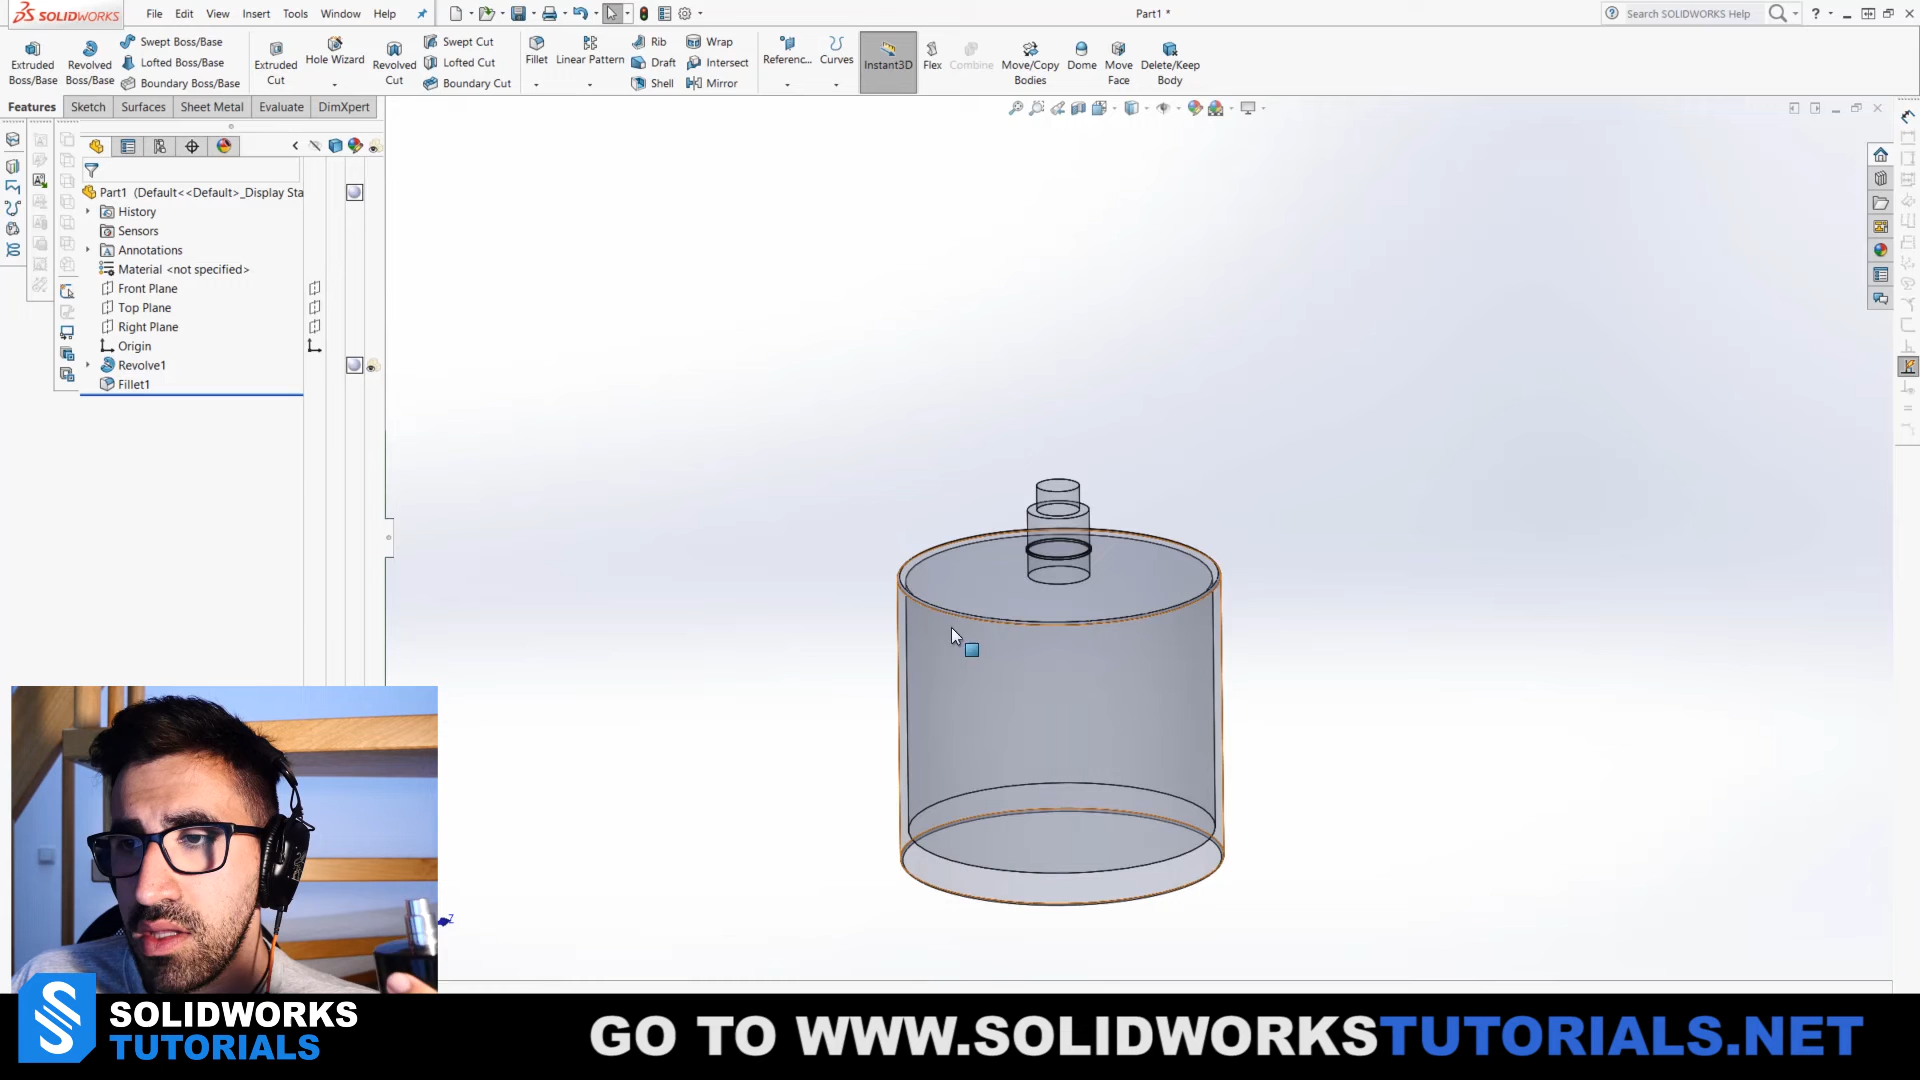 SOLIDWORKS
File Edit View Insert Tools Window Help
Part1 *
Search SOLIDWORKS Help
Extruded Boss/Base
Revolved Boss/Base
Swept Boss/Base
Lofted Boss/Base
Boundary Boss/Base
Extruded Cut
Hole Wizard
Revolved Cut
Swept Cut
Lofted Cut
Boundary Cut
Fillet
Linear Pattern
Rib
Draft
Shell
Wrap
Intersect
Mirror
Referenc...
Curves
Instant3D
Flex
Combine
Move/Copy Bodies
Dome
Move Face
Delete/Keep Body
Features Sketch Surfaces Sheet Metal Evaluate DimXpert
Part1 (Default<<Default>_Display Sta
History
Sensors
Annotations
Material <not specified>
Front Plane
Top Plane
Right Plane
Origin
Revolve1
Fillet1
Z
SOLIDWORKS
TUTORIALS
GO TO WWW.SOLIDWORKSTUTORIALS.NET